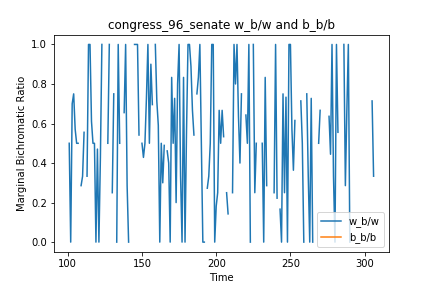 congress_96_senate w_b/w and b_b/b
Marginal Bichromatic Ratio
1.0
0.8
0.6
0.4
0.2
0.0
100 150 200 250 300
Time
w_b/w
b_b/b